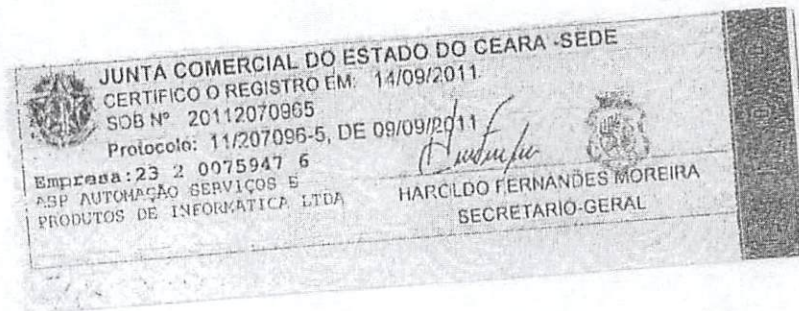 JUNTA COMERCIAL DO ESTADO DO CEARA -SEDE
CERTIFICO O REGISTRO EM: 14/09/2011.
SOB Nº 20112070965
Protocolo: 11/207096-5, DE 09/09/2011
Empresa:23 2 0075947 6
ASP AUTOMAÇÃO SERVIÇOS E
PRODUTOS DE INFORMATICA LTDA
HAROLDO FERNANDES MOREIRA
SECRETARIO-GERAL